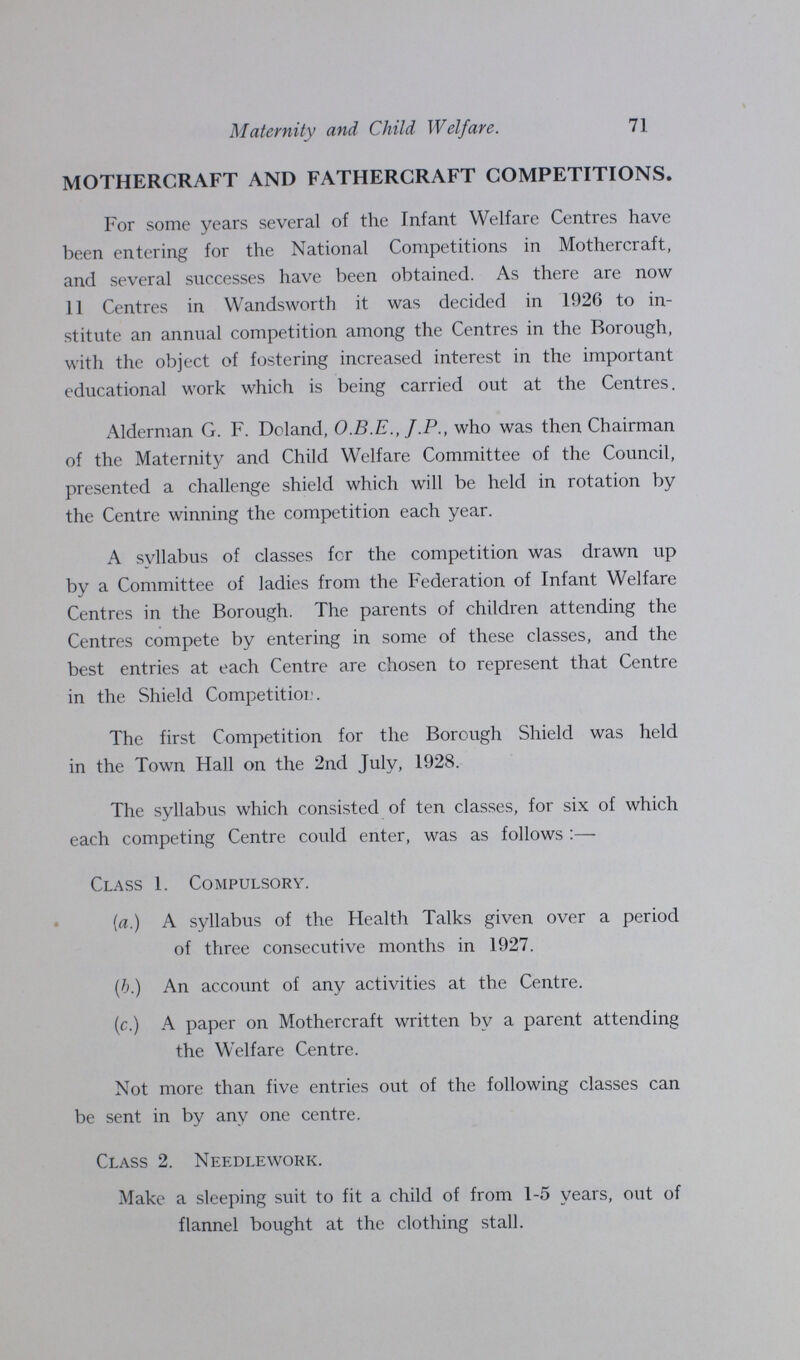 Maternity and Child Welfare. 71
MOTHERCRAFT AND FATHERCRAFT COMPETITIONS.
For some years several of the Infant Welfare Centres have
been entering for the National Competitions in Mothercraft,
and several successes have been obtained. As there are now
11 Centres in Wandsworth it was decided in 1926 to in-
stitute an annual competition among the Centres in the Borough,
with the object of fostering increased interest in the important
educational work which is being carried out at the Centres.
Alderman G. F. Doland, O.B.E., J.P., who was then Chairman
of the Maternity and Child Welfare Committee of the Council,
presented a challenge shield which will be held in rotation by
the Centre winning the competition each year.
A syllabus of classes for the competition was drawn up
by a Committee of ladies from the Federation of Infant Welfare
Centres in the Borough. The parents of children attending the
Centres compete by entering in some of these classes, and the
best entries at each Centre are chosen to represent that Centre
in the Shield Competition.
The first Competition for the Borough Shield was held
in the Town Hall on the 2nd July, 1928.
The syllabus which consisted of ten classes, for six of which
each competing Centre could enter, was as follows :—
CLASS 1. COMPULSORY.
(a.) A syllabus of the Health Talks given over a period
of three consecutive months in 1927.
(b.) An account of any activities at the Centre.
(c.) A paper on Mothercraft written by a parent attending
the Welfare Centre.
Not more than five entries out of the following classes can
be sent in by any one centre.
CLASS 2. NEEDLEWORK.
Make a sleeping suit to fit a child of from 1-5 years, out of
flannel bought at the clothing stall.